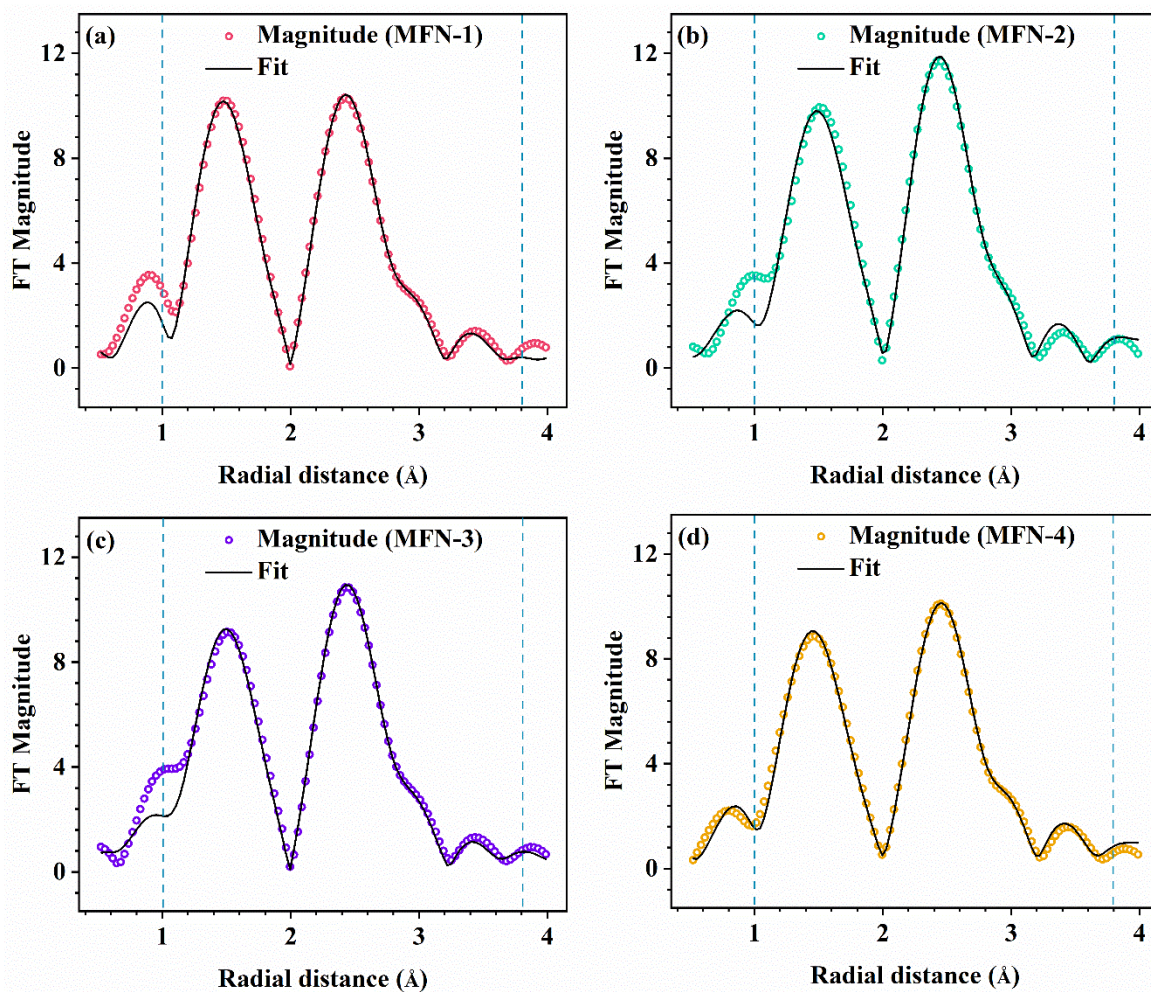 (a) Magnitude (MFN-1)
Fit
12
8
4
0
FT Magnitude
1 2 3 4
Radial distance (Å)
(b) Magnitude (MFN-2)
Fit
12
8
4
0
FT Magnitude
1 2 3 4
Radial distance (Å)
(c) Magnitude (MFN-3)
Fit
12
8
4
0
FT Magnitude
1 2 3 4
Radial distance (Å)
(d) Magnitude (MFN-4)
Fit
12
8
4
0
FT Magnitude
1 2 3 4
Radial distance (Å)